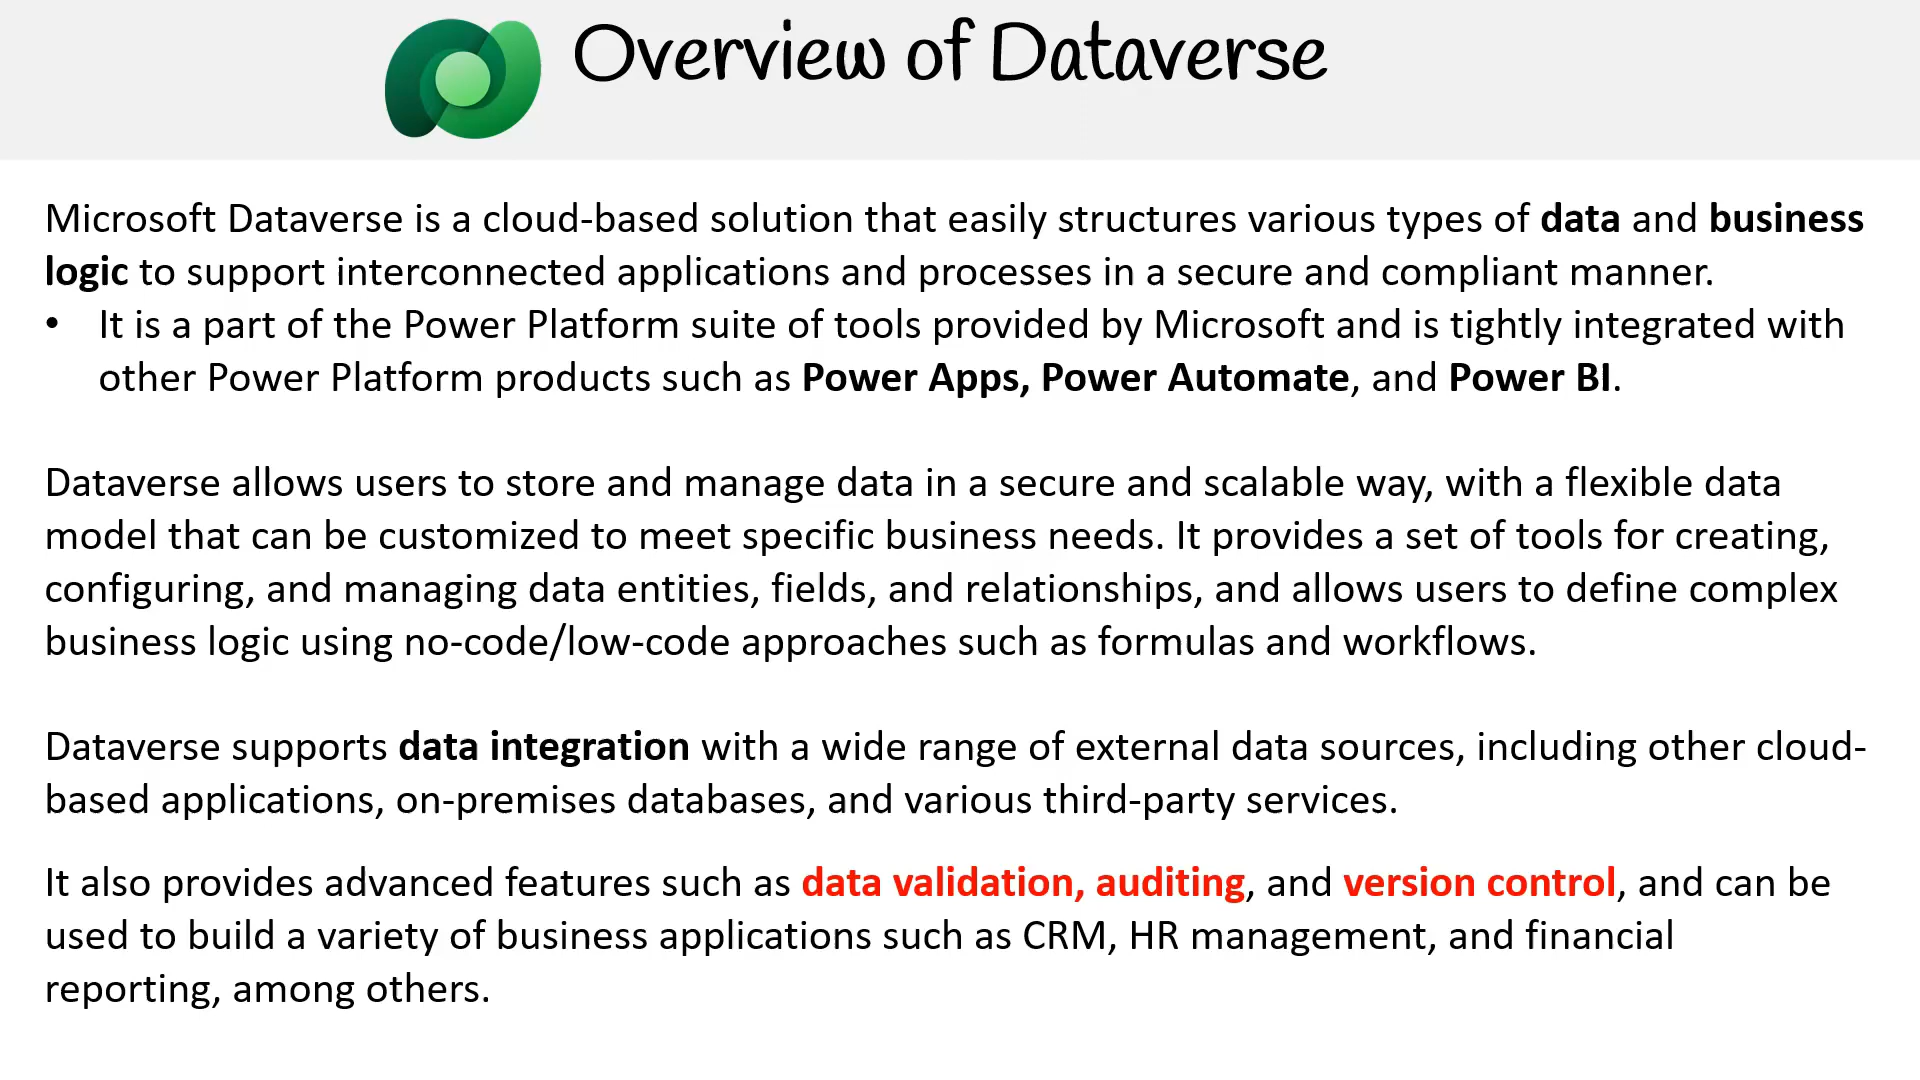 Overview of Dataverse
Microsoft Dataverse is a cloud-based solution that easily structures various types of data and business
logic to support interconnected applications and processes in a secure and compliant manner.
• It is a part of the Power Platform suite of tools provided by Microsoft and is tightly integrated with
other Power Platform products such as Power Apps, Power Automate, and Power BI.
Dataverse allows users to store and manage data in a secure and scalable way, with a flexible data
model that can be customized to meet specific business needs. It provides a set of tools for creating,
configuring, and managing data entities, fields, and relationships, and allows users to define complex
business logic using no-code/low-code approaches such as formulas and workflows.
Dataverse supports data integration with a wide range of external data sources, including other cloud-
based applications, on-premises databases, and various third-party services.
It also provides advanced features such as data validation, auditing, and version control, and can be
used to build a variety of business applications such as CRM, HR management, and financial
reporting, among others.